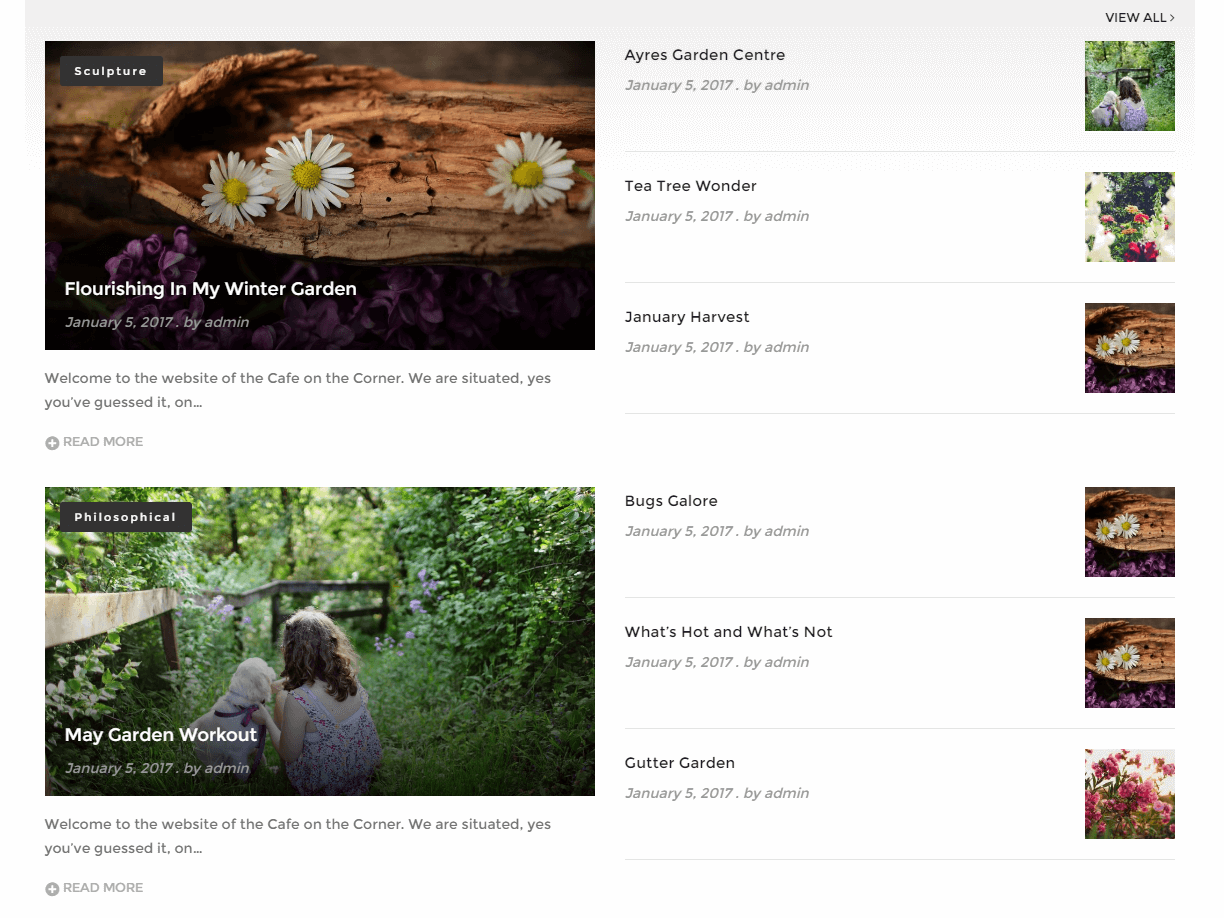 VIEW ALL ›
Sculpture
Flourishing In My Winter Garden
January 5, 2017 . by admin
Welcome to the website of the Cafe on the Corner. We are situated, yes
you’ve guessed it, on…
READ MORE
Ayres Garden Centre
January 5, 2017 . by admin
Tea Tree Wonder
January 5, 2017 . by admin
January Harvest
January 5, 2017 . by admin
Philosophical
May Garden Workout
January 5, 2017 . by admin
Welcome to the website of the Cafe on the Corner. We are situated, yes
you’ve guessed it, on…
READ MORE
Bugs Galore
January 5, 2017 . by admin
What’s Hot and What’s Not
January 5, 2017 . by admin
Gutter Garden
January 5, 2017 . by admin